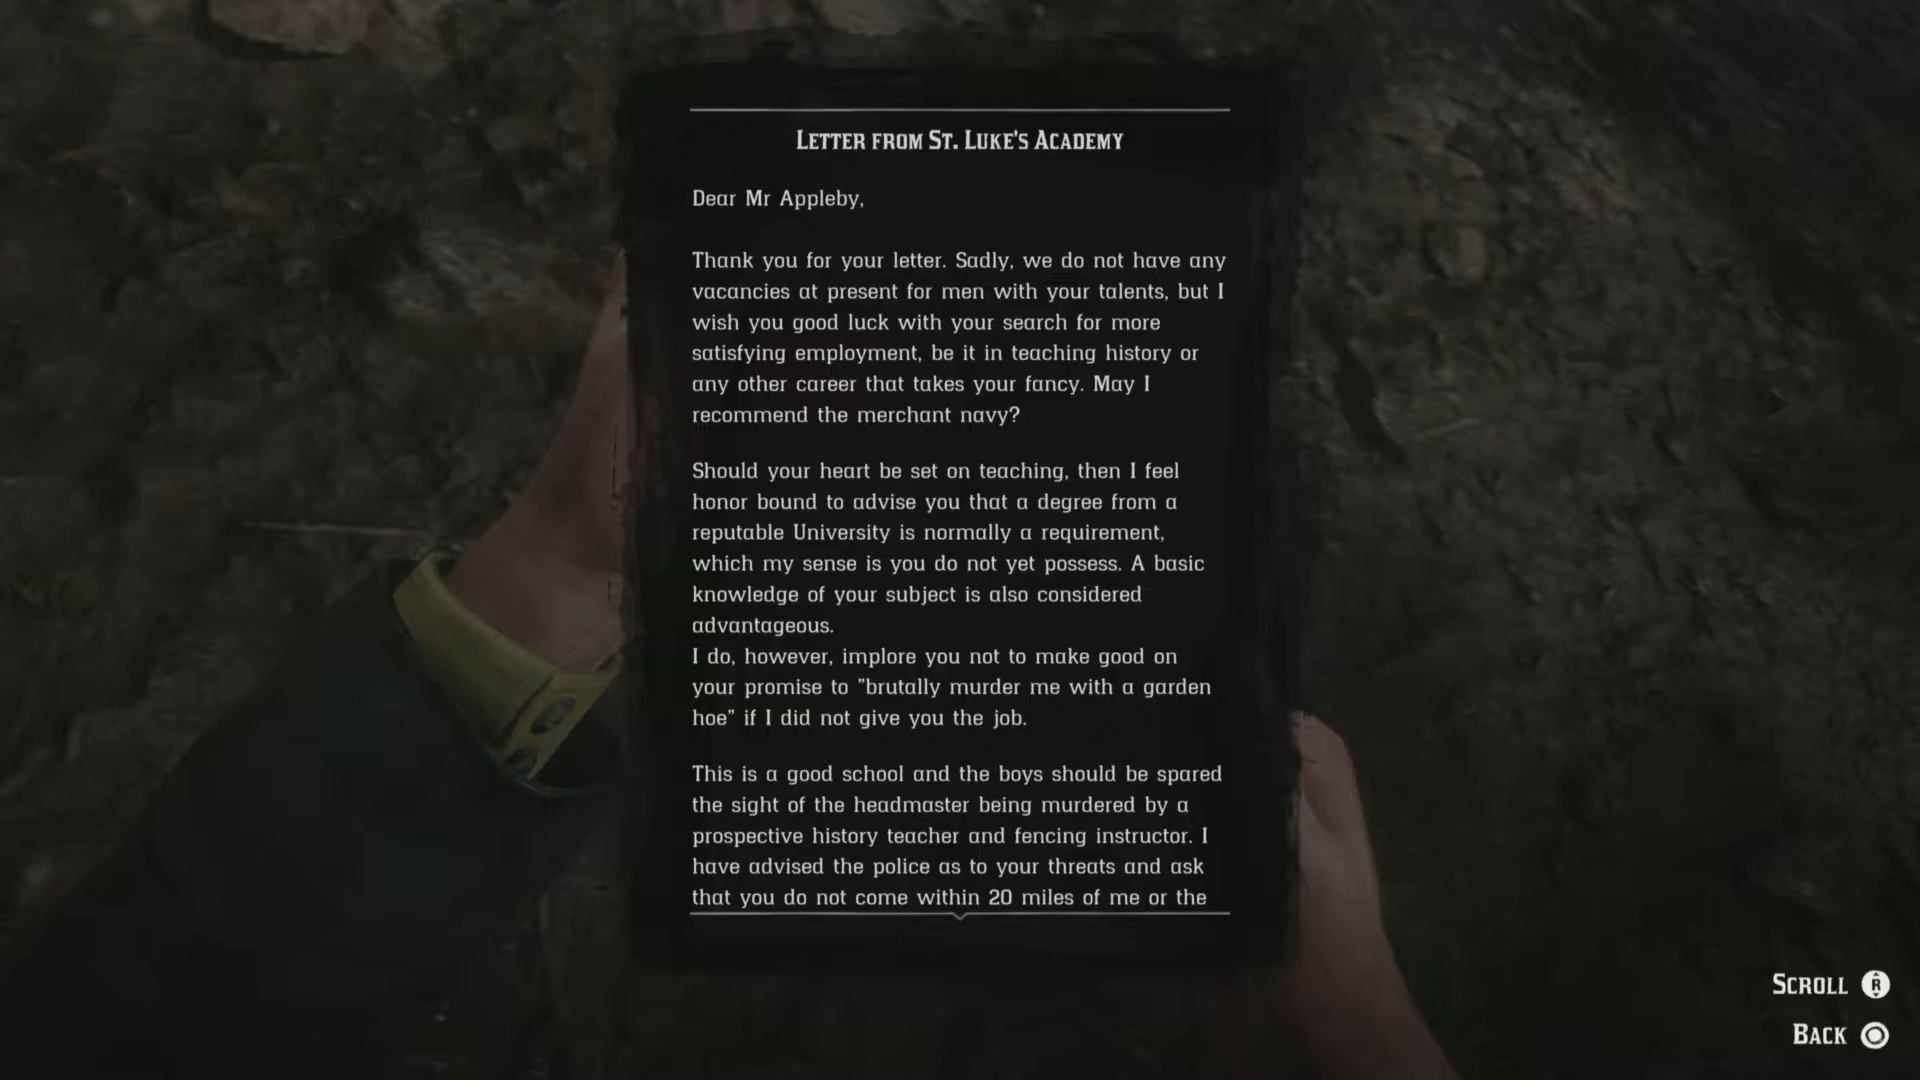 Letter from St. Luke's Academy
Dear Mr Appleby,
Thank you for your letter. Sadly, we do not have any
vacancies at present for men with your talents, but I
wish you good luck with your search for more
satisfying employment, be it in teaching history or
any other career that takes your fancy. May I
recommend the merchant navy?
Should your heart be set on teaching, then I feel
honor bound to advise you that a degree from a
reputable University is normally a requirement,
which my sense is you do not yet possess. A basic
knowledge of your subject is also considered
advantageous.
I do, however, implore you not to make good on
your promise to "brutally murder me with a garden
hoe" if I did not give you the job.
This is a good school and the boys should be spared
the sight of the headmaster being murdered by a
prospective history teacher and fencing instructor. I
have advised the police as to your threats and ask
that you do not come within 20 miles of me or the
Scroll R
Back